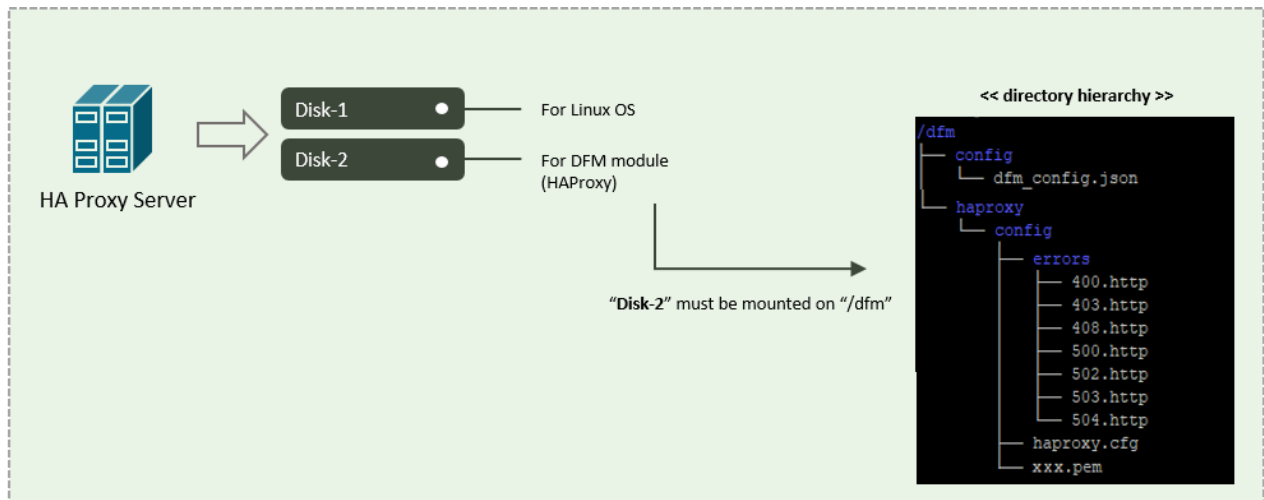 HA Proxy Server
Disk-1
Disk-2
For Linux OS
For DFM module
(HAProxy)
“Disk-2” must be mounted on “/dfm”
<< directory hierarchy >>
/dfm
├── config
│   └── dfm_config.json
└── haproxy
    └── config
        ├── errors
        │   ├── 400.http
        │   ├── 403.http
        │   ├── 408.http
        │   ├── 500.http
        │   ├── 502.http
        │   ├── 503.http
        │   └── 504.http
        ├── haproxy.cfg
        └── xxx.pem